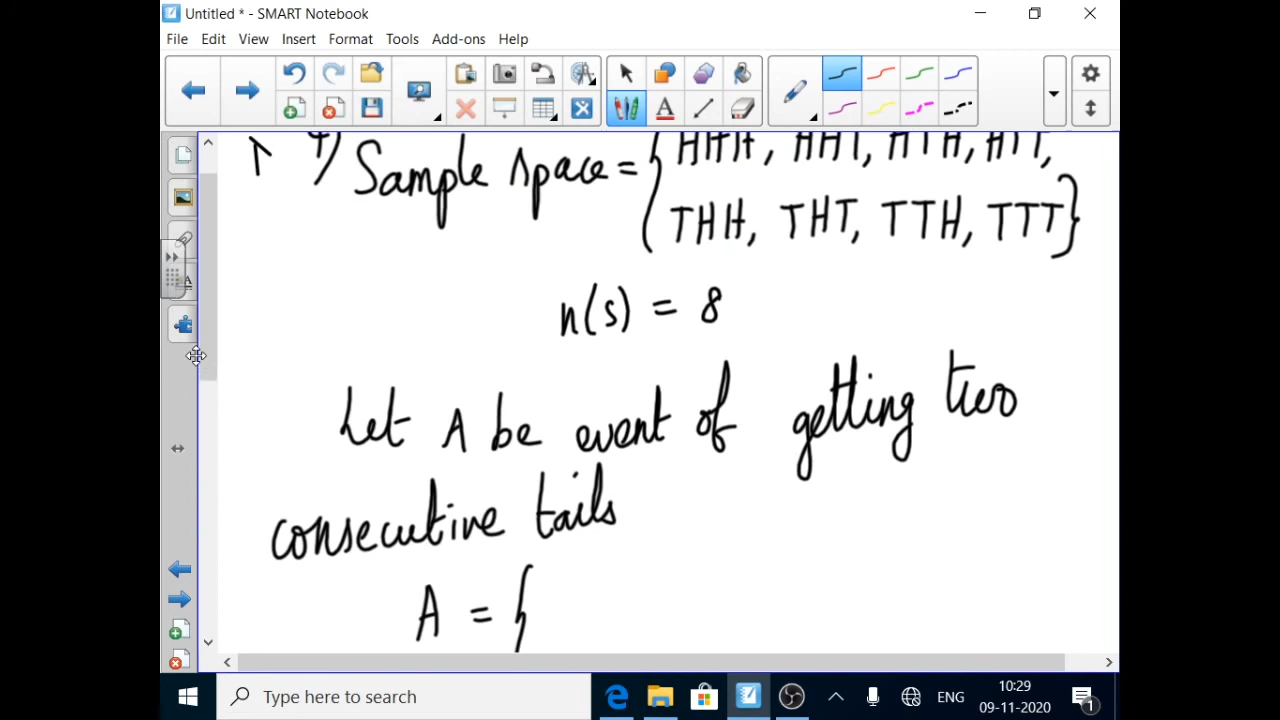 Untitled * - SMART Notebook
File Edit View Insert Format Tools Add-ons Help
Sample space = { HHH, HHT, HTH, HTT,
THH, THT, TTH, TTT}
n(s) = 8
Let A be event of getting two
consecutive tails
A = {
Type here to search
ENG
10:29
09-11-2020
1